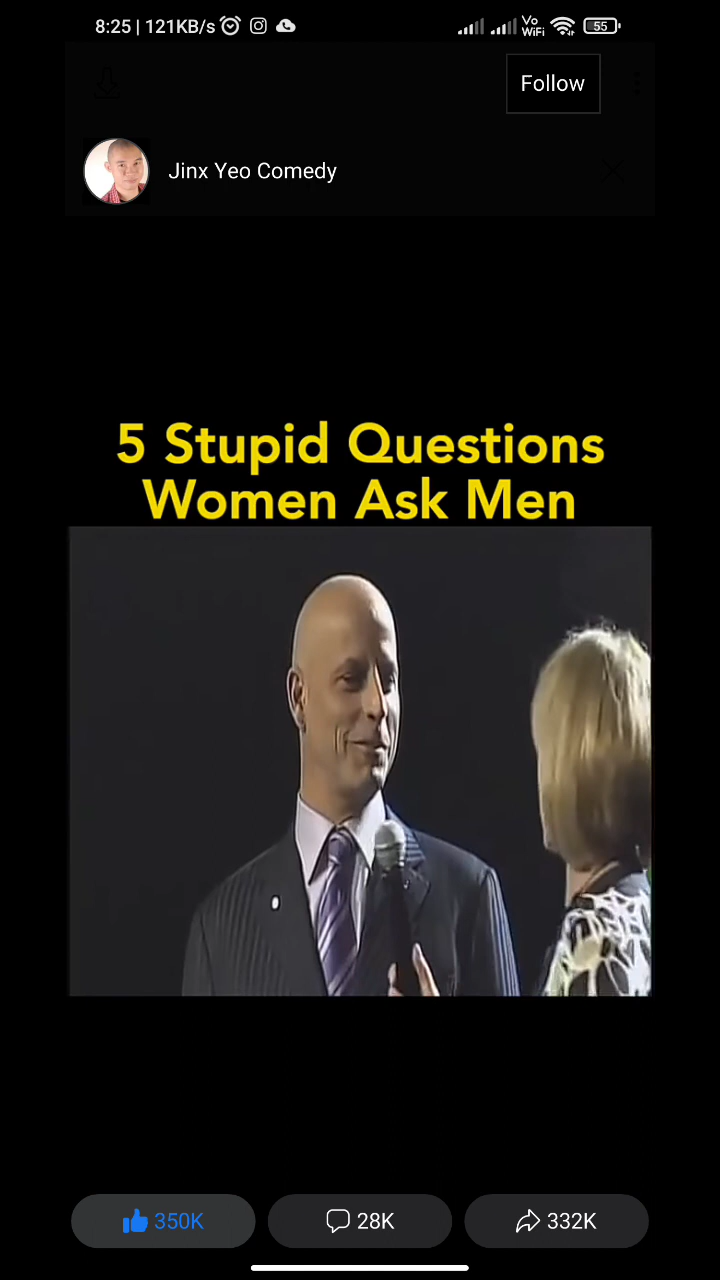 8:25 | 121KB/s
Vo
WiFi
55
Follow
Jinx Yeo Comedy
5 Stupid Questions
Women Ask Men
350K
28K
332K